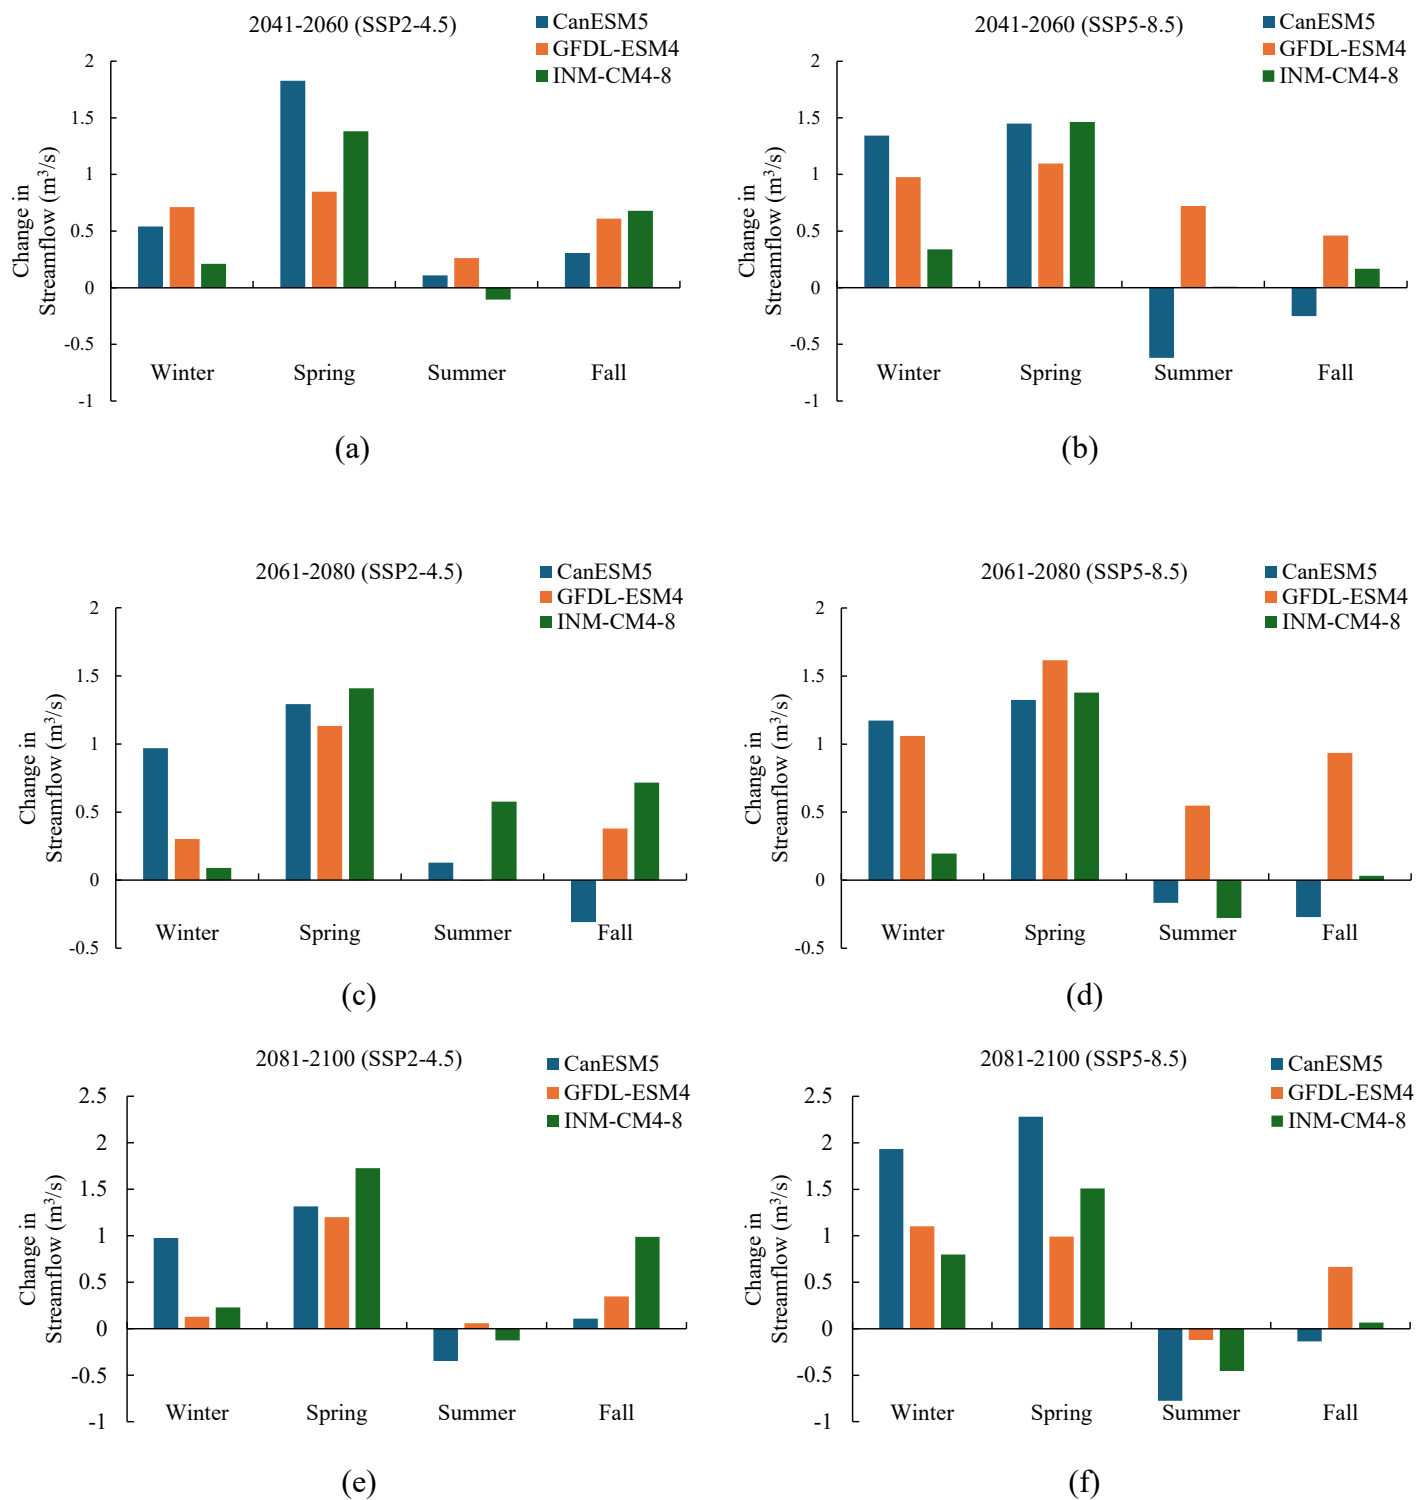 2041-2060 (SSP2-4.5)
CanESM5
GFDL-ESM4
INM-CM4-8
Change in
Streamflow (m³/s)
2
1.5
1
0.5
0
-0.5
-1
Winter Spring Summer Fall
(a)
2041-2060 (SSP5-8.5)
CanESM5
GFDL-ESM4
INM-CM4-8
Change in
Streamflow (m³/s)
2
1.5
1
0.5
0
-0.5
-1
Winter Spring Summer Fall
(b)
2061-2080 (SSP2-4.5)
CanESM5
GFDL-ESM4
INM-CM4-8
Change in
Streamflow (m³/s)
2
1.5
1
0.5
0
-0.5
Winter Spring Summer Fall
(c)
2061-2080 (SSP5-8.5)
CanESM5
GFDL-ESM4
INM-CM4-8
Change in
Streamflow (m³/s)
2
1.5
1
0.5
0
-0.5
Winter Spring Summer Fall
(d)
2081-2100 (SSP2-4.5)
CanESM5
GFDL-ESM4
INM-CM4-8
Change in
Streamflow (m³/s)
2.5
2
1.5
1
0.5
0
-0.5
-1
Winter Spring Summer Fall
(e)
2081-2100 (SSP5-8.5)
CanESM5
GFDL-ESM4
INM-CM4-8
Change in
Streamflow (m³/s)
2.5
2
1.5
1
0.5
0
-0.5
-1
Winter Spring Summer Fall
(f)